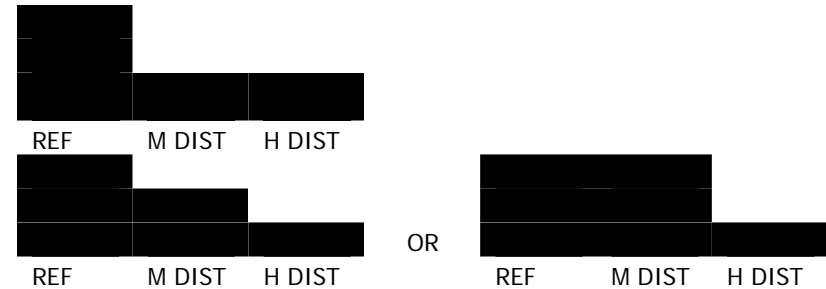 REF M DIST H DIST
OR
REF M DIST H DIST REF M DIST H DIST